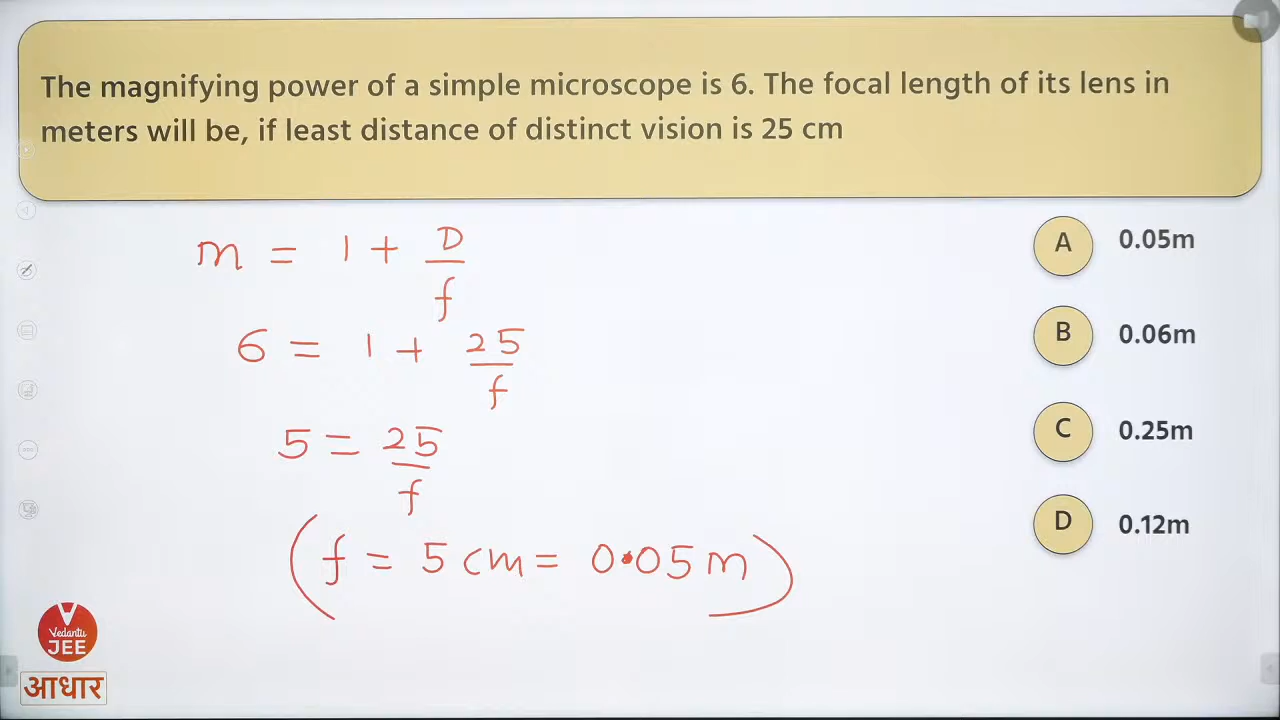 The magnifying power of a simple microscope is 6. The focal length of its lens in
meters will be, if least distance of distinct vision is 25 cm
m = 1 + D/f
6 = 1 + 25/f
5 = 25/f
(f = 5 cm = 0.05 m)
A 0.05m
B 0.06m
C 0.25m
D 0.12m
Vedantu
JEE
आधार